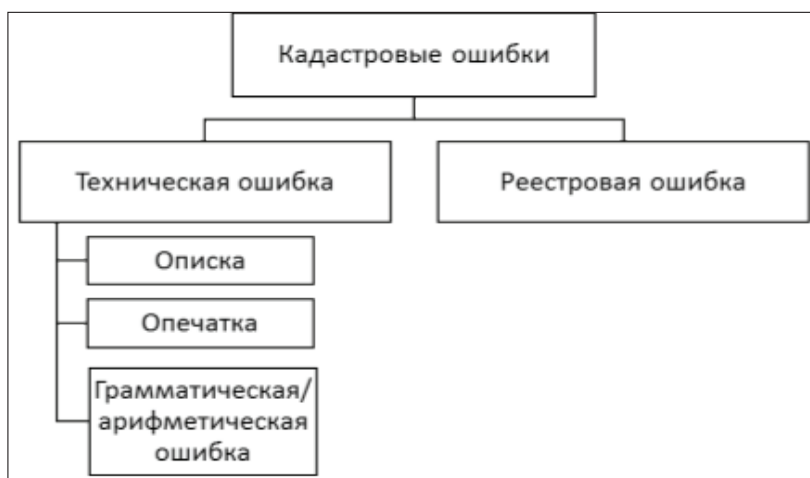 Кадастровые ошибки
Техническая ошибка
Реестровая ошибка
Описка
Опечатка
Грамматическая/
арифметическая
ошибка